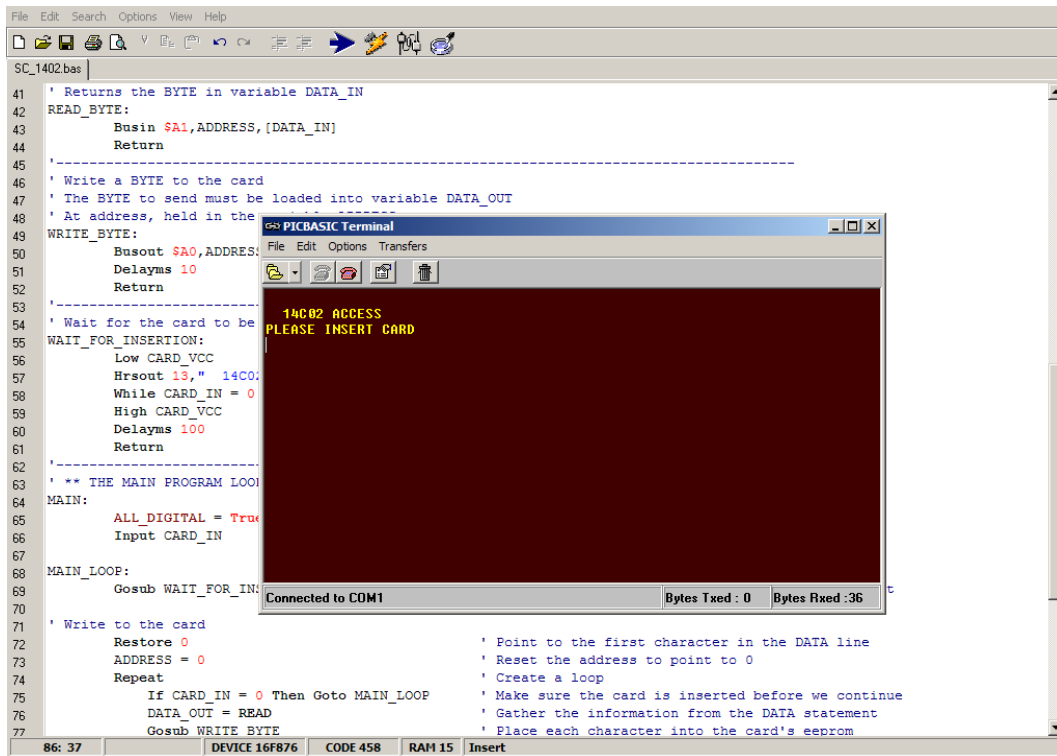 File Edit Search Options View Help
SC_1402.bas
41 ' Returns the BYTE in variable DATA_IN
42 READ_BYTE:
43 Busin $A1,ADDRESS,[DATA_IN]
44 Return
45 '----------------------------------------------------------------------------------------
46 ' Write a BYTE to the card
47 ' The BYTE to send must be loaded into variable DATA_OUT
48 ' At address, held in the
49 WRITE_BYTE:
50 Busout $A0,ADDRESS
51 Delayms 10
52 Return
53 '-------------------------
54 ' Wait for the card to be
55 WAIT_FOR_INSERTION:
56 Low CARD_VCC
57 Hrsout 13," 14C02
58 While CARD_IN = 0
59 High CARD_VCC
60 Delayms 100
61 Return
62 '-------------------------
63 ' ** THE MAIN PROGRAM LOOP
64 MAIN:
65 ALL_DIGITAL = True
66 Input CARD_IN
67
68 MAIN_LOOP:
69 Gosub WAIT_FOR_INS t
70
71 ' Write to the card
72 Restore 0 ' Point to the first character in the DATA line
73 ADDRESS = 0 ' Reset the address to point to 0
74 Repeat ' Create a loop
75 If CARD_IN = 0 Then Goto MAIN_LOOP ' Make sure the card is inserted before we continue
76 DATA_OUT = READ ' Gather the information from the DATA statement
77 Gosub WRITE_BYTE ' Place each character into the card's eeprom
PICBASIC Terminal
File Edit Options Transfers
14C02 ACCESS
PLEASE INSERT CARD
Connected to COM1 Bytes Txed : 0 Bytes Rxed :36
86: 37 DEVICE 16F876 CODE 458 RAM 15 Insert